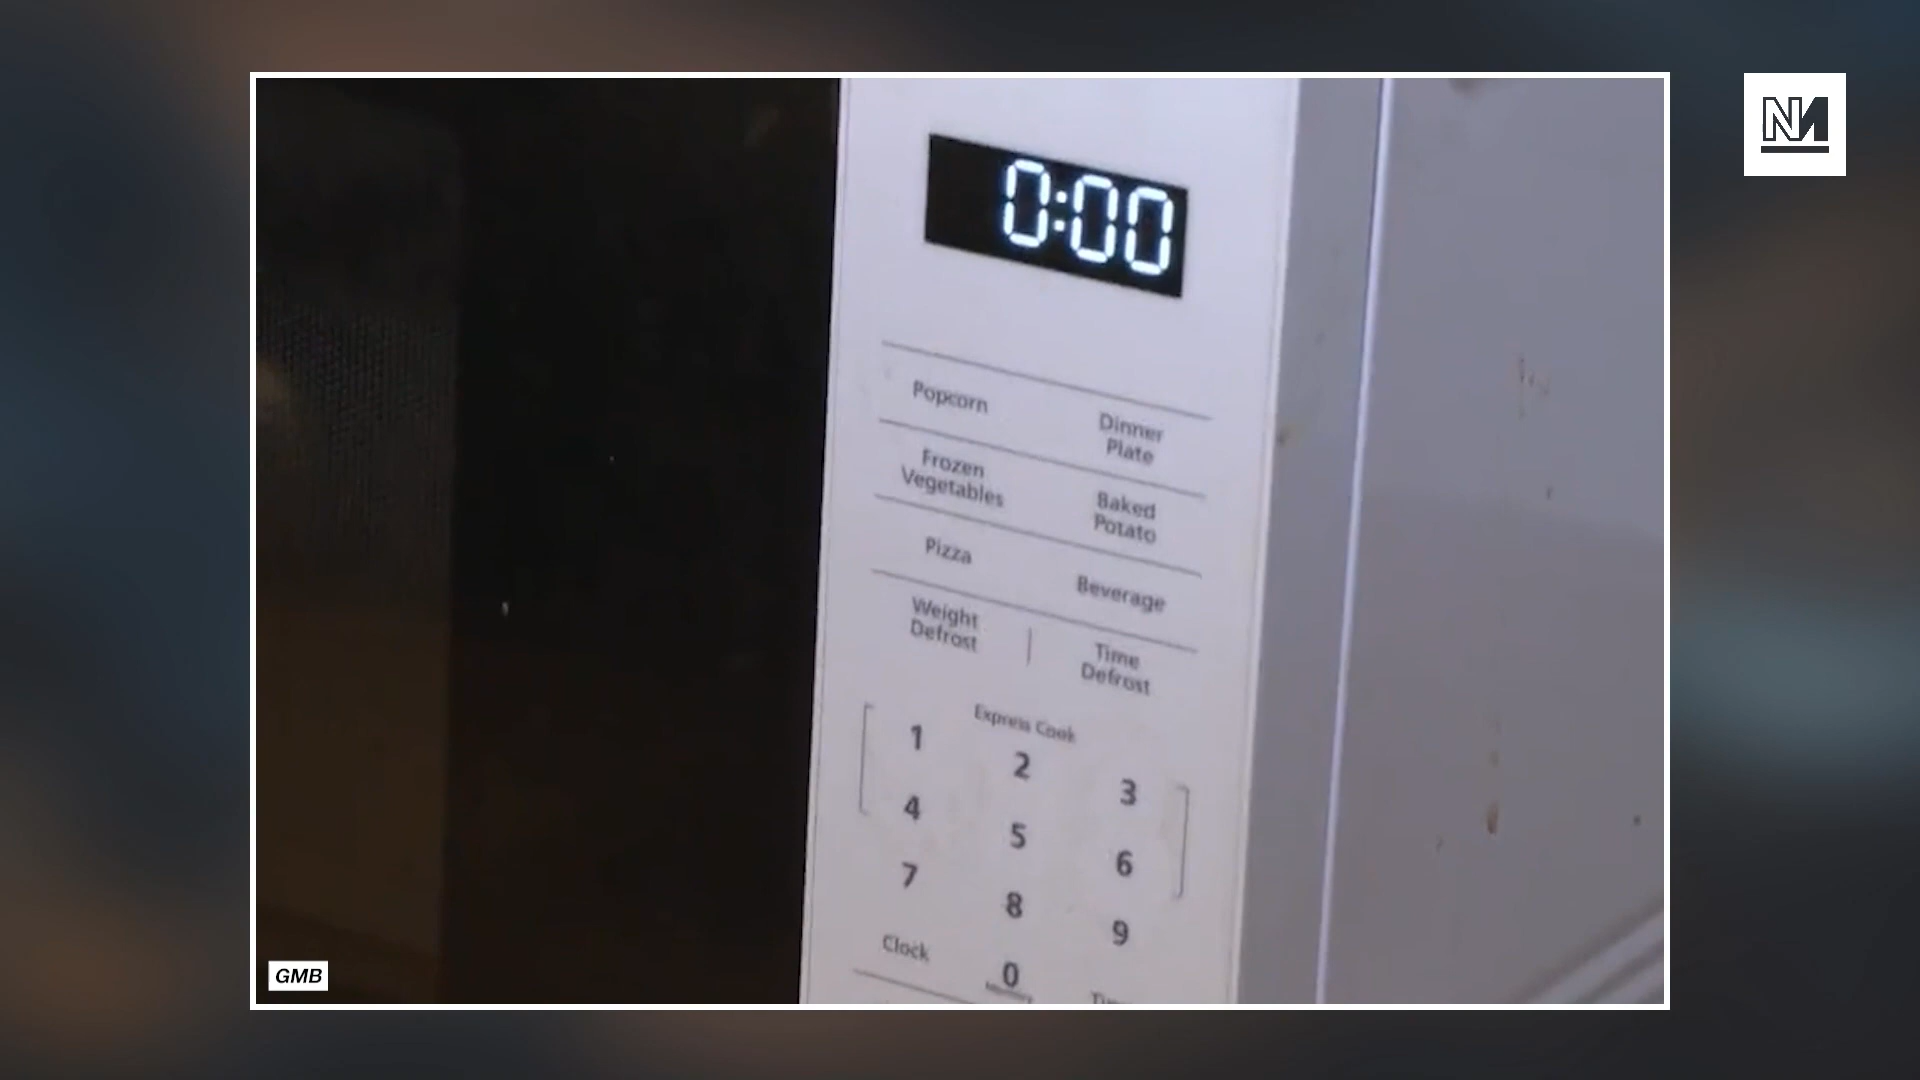 0:00
Popcorn
Dinner
Plate
Frozen
Vegetables
Baked
Potato
Pizza
Beverage
Weight
Defrost
Time
Defrost
Express Cook
1 2 3
4 5 6
7 8 9
Clock
0
GMB